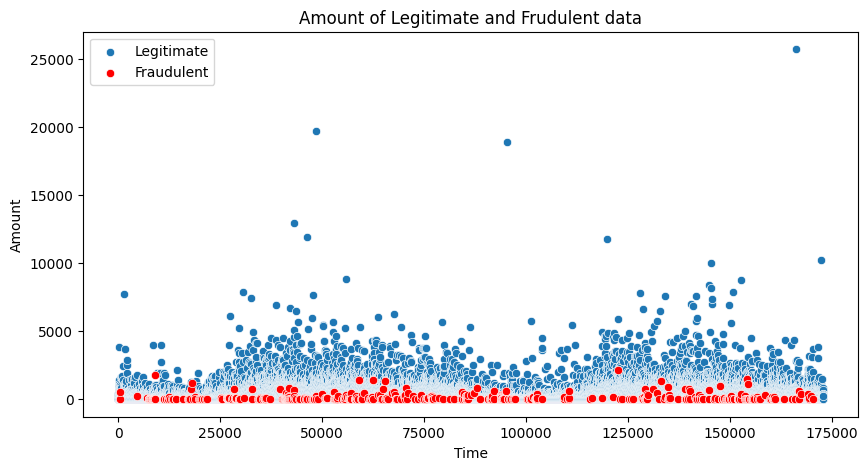 Amount of Legitimate and Frudulent data
Legitimate
Fraudulent
25000
20000
15000
10000
5000
0
Amount
0
25000
50000
75000
100000
125000
150000
175000
Time